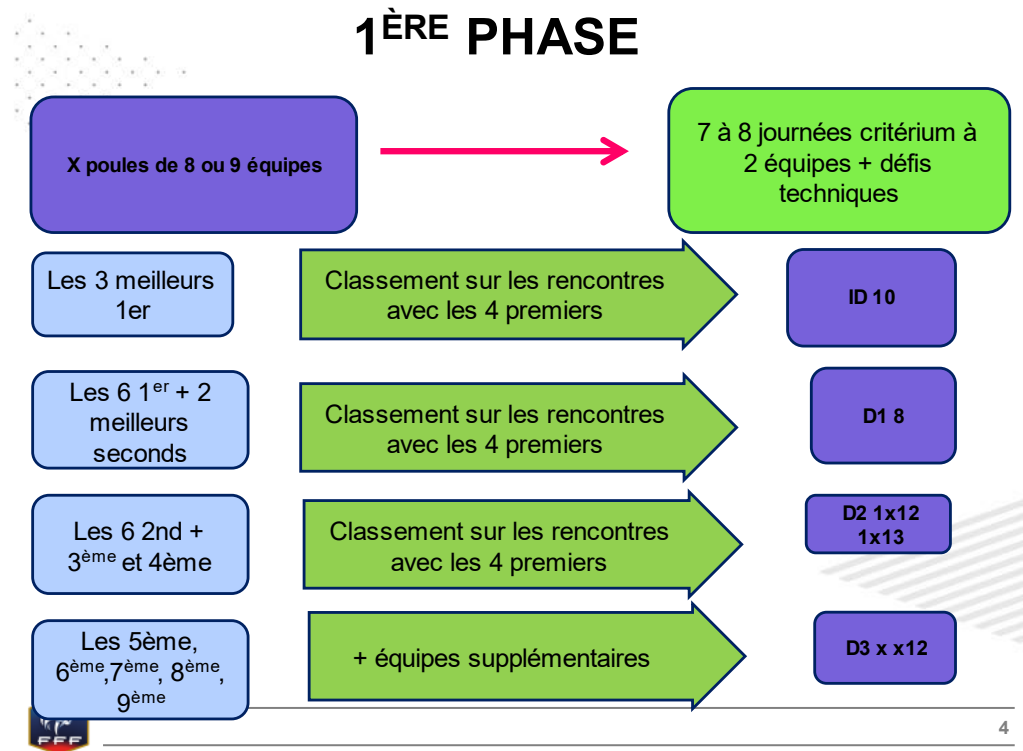 1ÈRE PHASE
X poules de 8 ou 9 équipes
7 à 8 journées critérium à
2 équipes + défis
techniques
Les 3 meilleurs
1er
Classement sur les rencontres
avec les 4 premiers
ID 10
Les 6 1er + 2
meilleurs
seconds
Classement sur les rencontres
avec les 4 premiers
D1 8
Les 6 2nd +
3ème et 4ème
Classement sur les rencontres
avec les 4 premiers
D2 1x12
1x13
Les 5ème,
6ème,7ème, 8ème,
9ème
+ équipes supplémentaires
D3 x x12
FFF
4